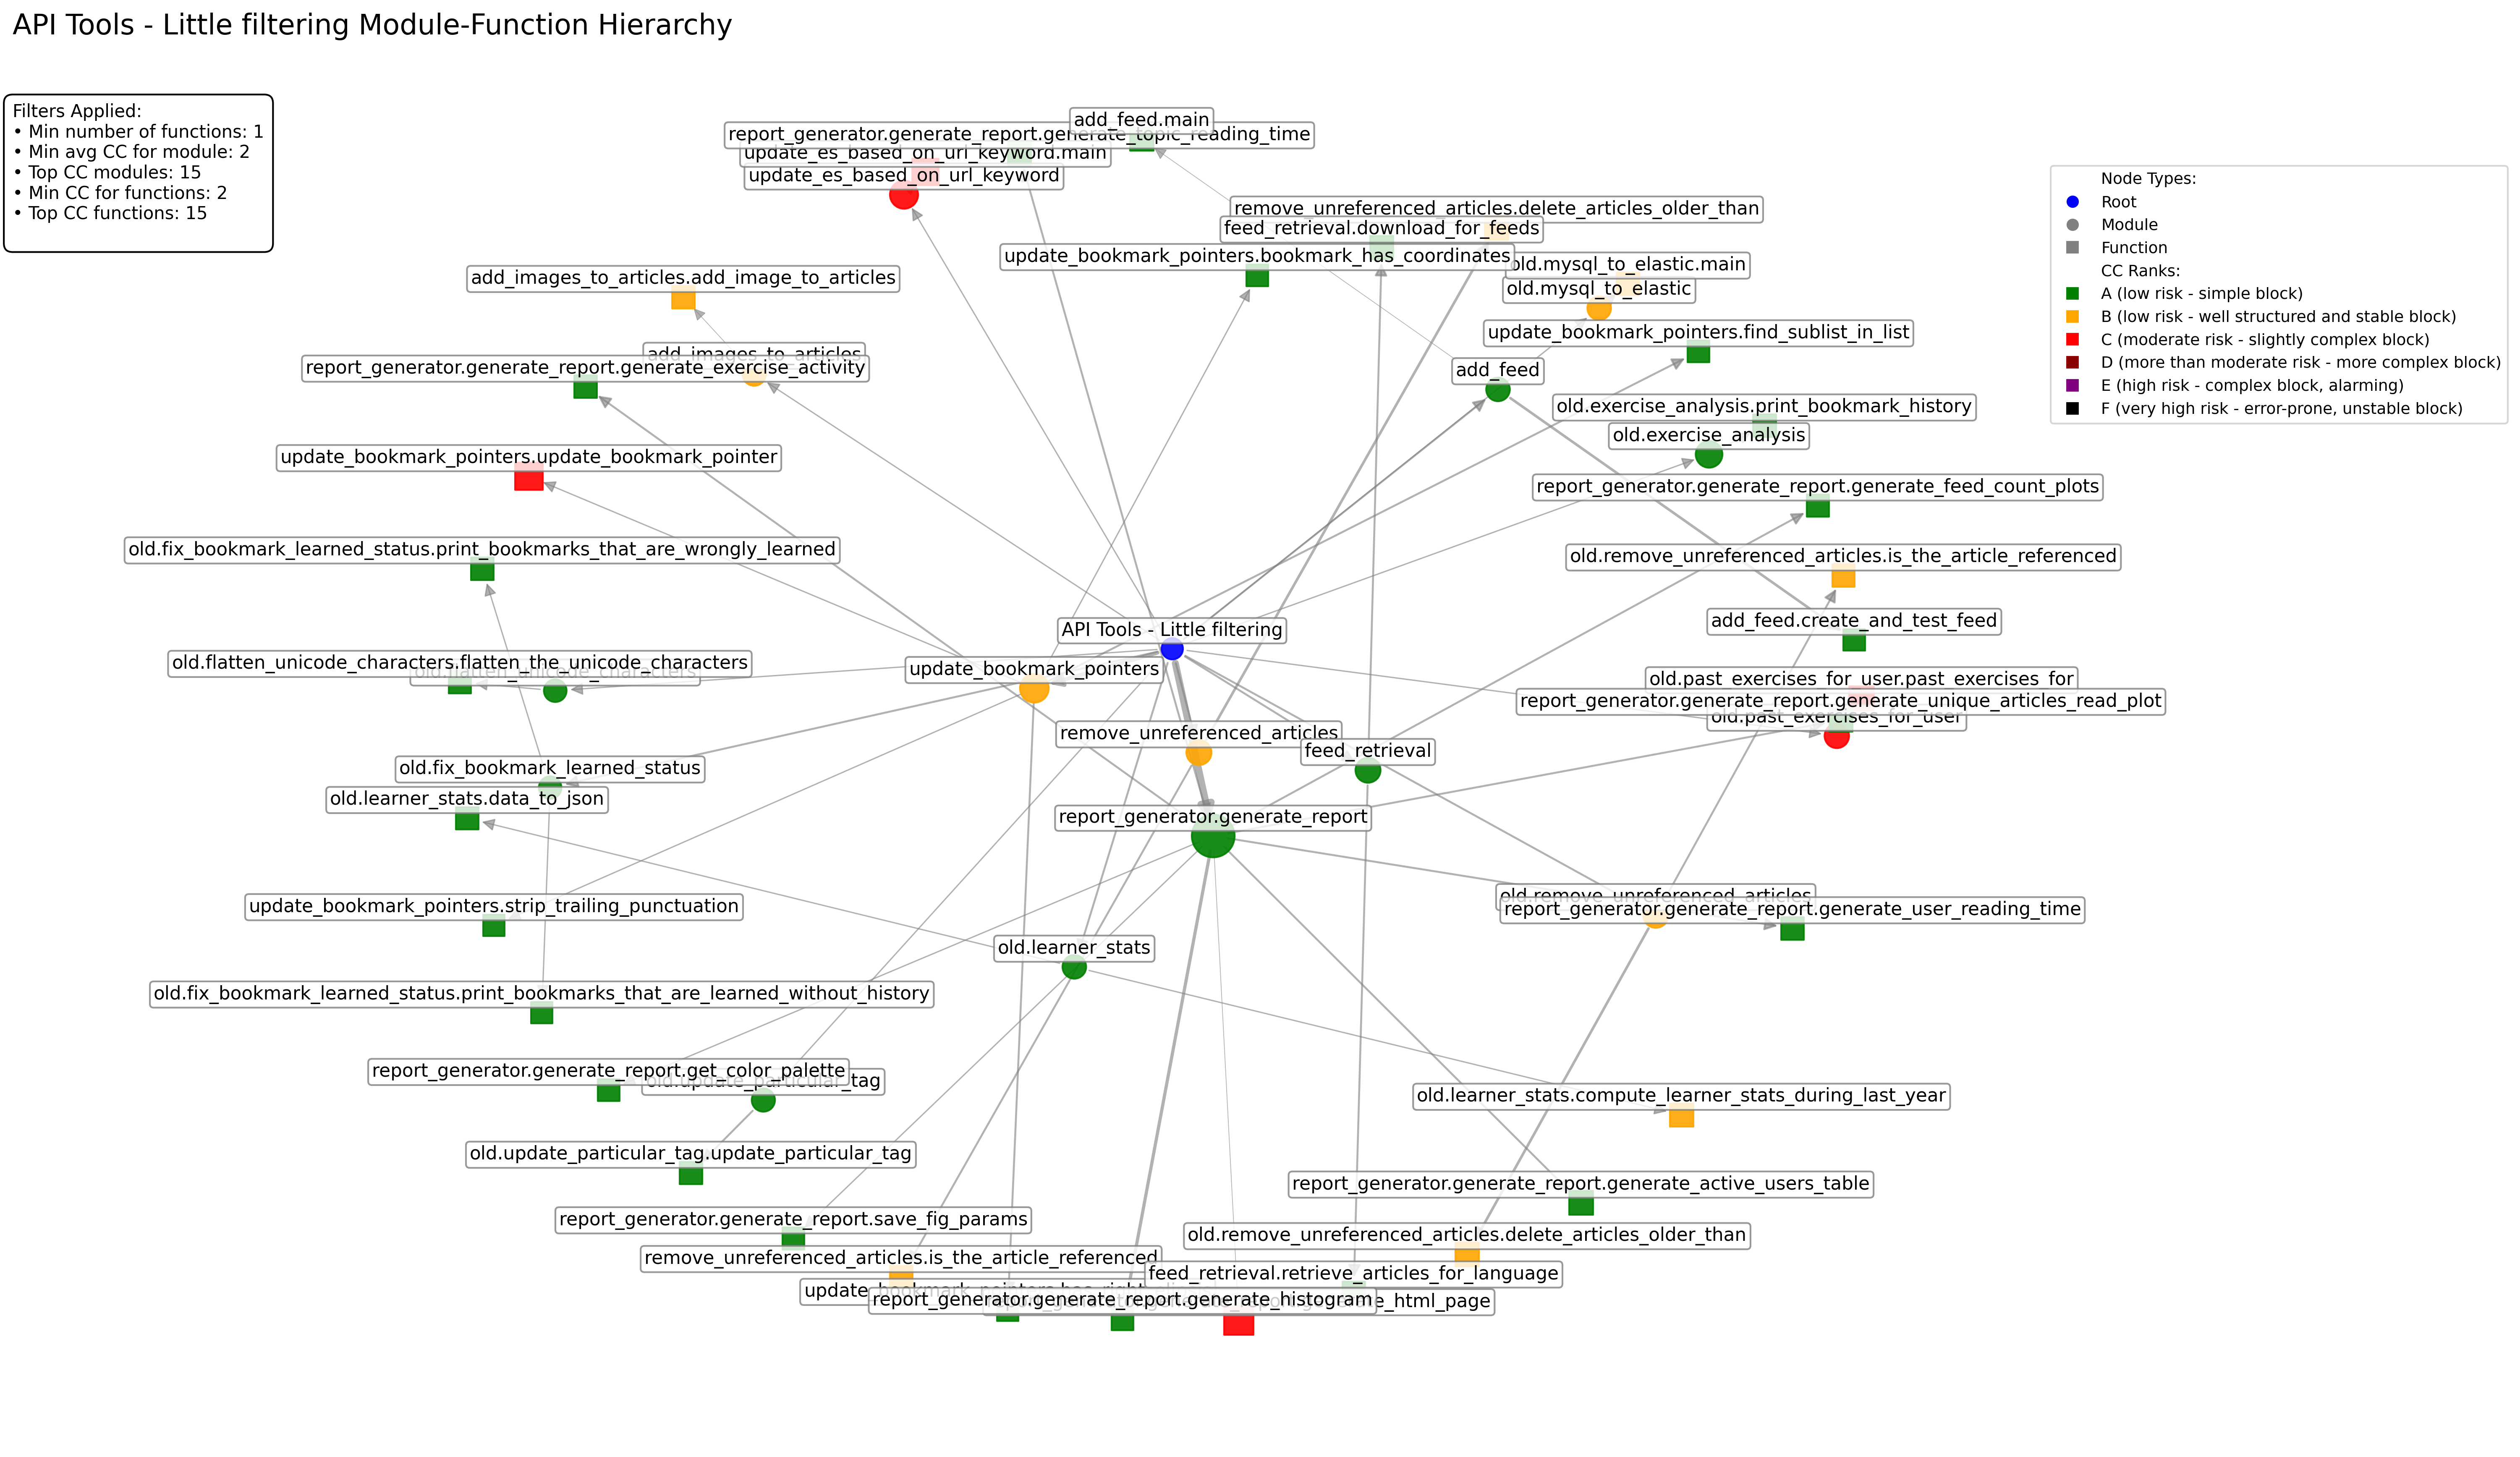 API Tools - Little filtering Module-Function Hierarchy
Filters Applied:
• Min number of functions: 1
• Min avg CC for module: 2
• Top CC modules: 15
• Min CC for functions: 2
• Top CC functions: 15
Node Types:
Root
Module
Function
CC Ranks:
A (low risk - simple block)
B (low risk - well structured and stable block)
C (moderate risk - slightly complex block)
D (more than moderate risk - more complex block)
E (high risk - complex block, alarming)
F (very high risk - error-prone, unstable block)
add_feed.main
report_generator.generate_report.generate_topic_reading_time
update_es_based_on_url_keyword.main
update_es_based_on_url_keyword
remove_unreferenced_articles.delete_articles_older_than
feed_retrieval.download_for_feeds
update_bookmark_pointers.bookmark_has_coordinates
old.mysql_to_elastic.main
add_images_to_articles.add_image_to_articles
old.mysql_to_elastic
update_bookmark_pointers.find_sublist_in_list
add_images_to_articles
report_generator.generate_report.generate_exercise_activity
add_feed
old.exercise_analysis.print_bookmark_history
old.exercise_analysis
update_bookmark_pointers.update_bookmark_pointer
report_generator.generate_report.generate_feed_count_plots
old.fix_bookmark_learned_status.print_bookmarks_that_are_wrongly_learned
old.remove_unreferenced_articles.is_the_article_referenced
add_feed.create_and_test_feed
API Tools - Little filtering
old.flatten_unicode_characters.flatten_the_unicode_characters
old.flatten_unicode_characters
update_bookmark_pointers
old.past_exercises_for_user.past_exercises_for
report_generator.generate_report.generate_unique_articles_read_plot
old.past_exercises_for_user
remove_unreferenced_articles
feed_retrieval
old.fix_bookmark_learned_status
old.learner_stats.data_to_json
report_generator.generate_report
old.remove_unreferenced_articles
update_bookmark_pointers.strip_trailing_punctuation
report_generator.generate_report.generate_user_reading_time
old.learner_stats
old.fix_bookmark_learned_status.print_bookmarks_that_are_learned_without_history
report_generator.generate_report.get_color_palette
old.update_particular_tag
old.learner_stats.compute_learner_stats_during_last_year
old.update_particular_tag.update_particular_tag
report_generator.generate_report.generate_active_users_table
report_generator.generate_report.save_fig_params
old.remove_unreferenced_articles.delete_articles_older_than
remove_unreferenced_articles.is_the_article_referenced
feed_retrieval.retrieve_articles_for_language
report_generator.generate_report.generate_histogram